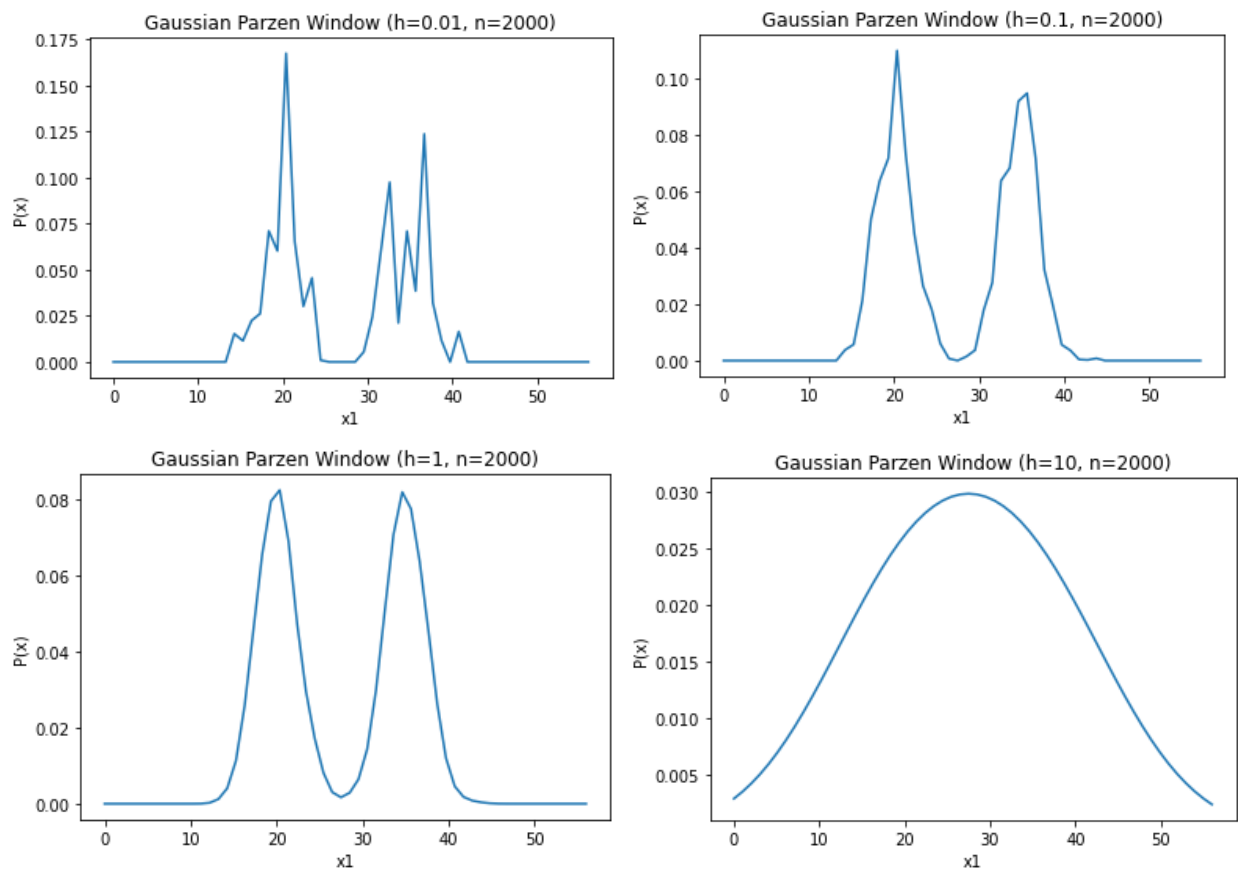 Gaussian Parzen Window (h=0.01, n=2000)
0.175
0.150
0.125
0.100
0.075
0.050
0.025
0.000
P(x)
0 10 20 30 40 50
x1
Gaussian Parzen Window (h=0.1, n=2000)
0.10
0.08
0.06
0.04
0.02
0.00
P(x)
0 10 20 30 40 50
x1
Gaussian Parzen Window (h=1, n=2000)
0.08
0.06
0.04
0.02
0.00
P(x)
0 10 20 30 40 50
x1
Gaussian Parzen Window (h=10, n=2000)
0.030
0.025
0.020
0.015
0.010
0.005
P(x)
0 10 20 30 40 50
x1